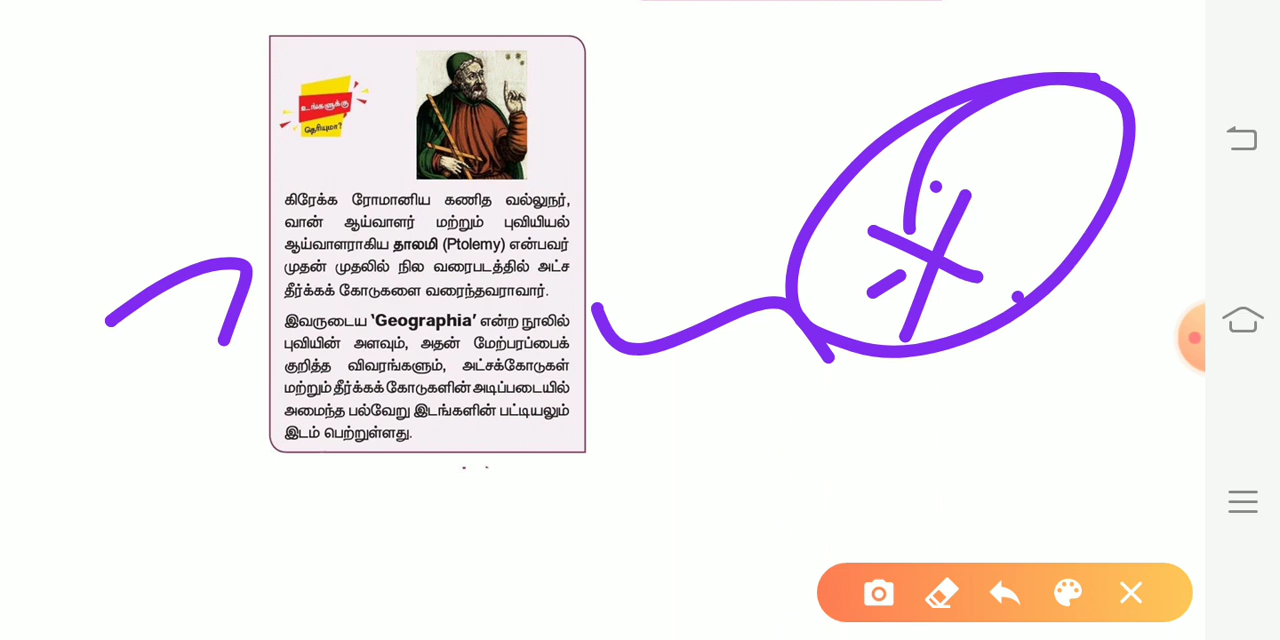 உங்களுக்கு
தெரியுமா?
கிரேக்க ரோமானிய கணித வல்லுநர்,
வான் ஆய்வாளர் மற்றும் புவியியல்
ஆய்வாளராகிய தாலமி (Ptolemy) என்பவர்
முதன் முதலில் நில வரைபடத்தில் அட்ச
தீர்க்கக் கோடுகளை வரைந்தவராவார்.
இவருடைய ‘Geographia’ என்ற நூலில்
புவியின் அளவும், அதன் மேற்பரப்பைக்
குறித்த விவரங்களும், அட்சக்கோடுகள்
மற்றும் தீர்க்கக் கோடுகளின் அடிப்படையில்
அமைந்த பல்வேறு இடங்களின் பட்டியலும்
இடம் பெற்றுள்ளது.